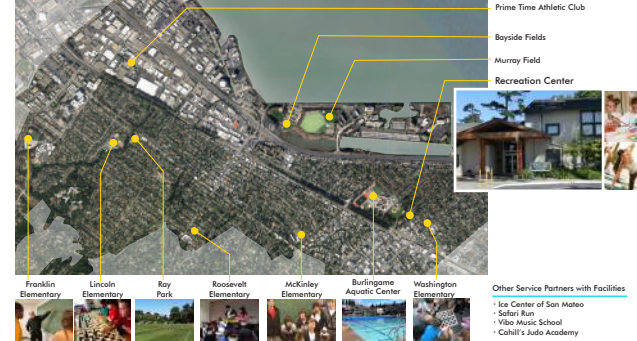 Prime Time Athletic Club
Bayside Fields
Murray Field
Recreation Center
Franklin
Elementary
Lincoln
Elementary
Ray
Park
Roosevelt
Elementary
McKinley
Elementary
Burlingame
Aquatic Center
Washington
Elementary
Other Service Partners with Facilities
· Ice Center of San Mateo
· Safari Run
· Vibo Music School
· Cahill's Judo Academy